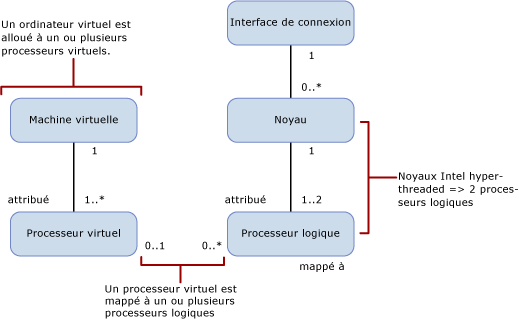 Un ordinateur virtuel est
alloué à un ou plusieurs
processeurs virtuels.
Interface de connexion
1
0..*
Machine virtuelle
Noyau
1
1
Noyaux Intel hyper-
threaded => 2 proces-
seurs logiques
attribué
1..*
attribué
1..2
Processeur virtuel
0..1
0..*
Processeur logique
mappé à
Un processeur virtuel est
mappé à un ou plusieurs
processeurs logiques